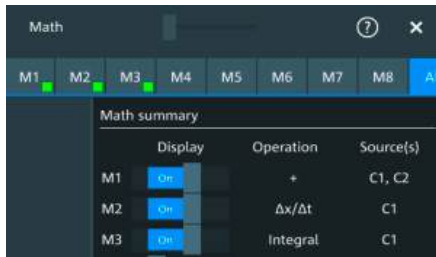 Math ? ×
M1 M2 M3 M4 M5 M6 M7 M8 A
Math summary
Display Operation Source(s)
M1 On + C1, C2
M2 On Δx/Δt C1
M3 On Integral C1